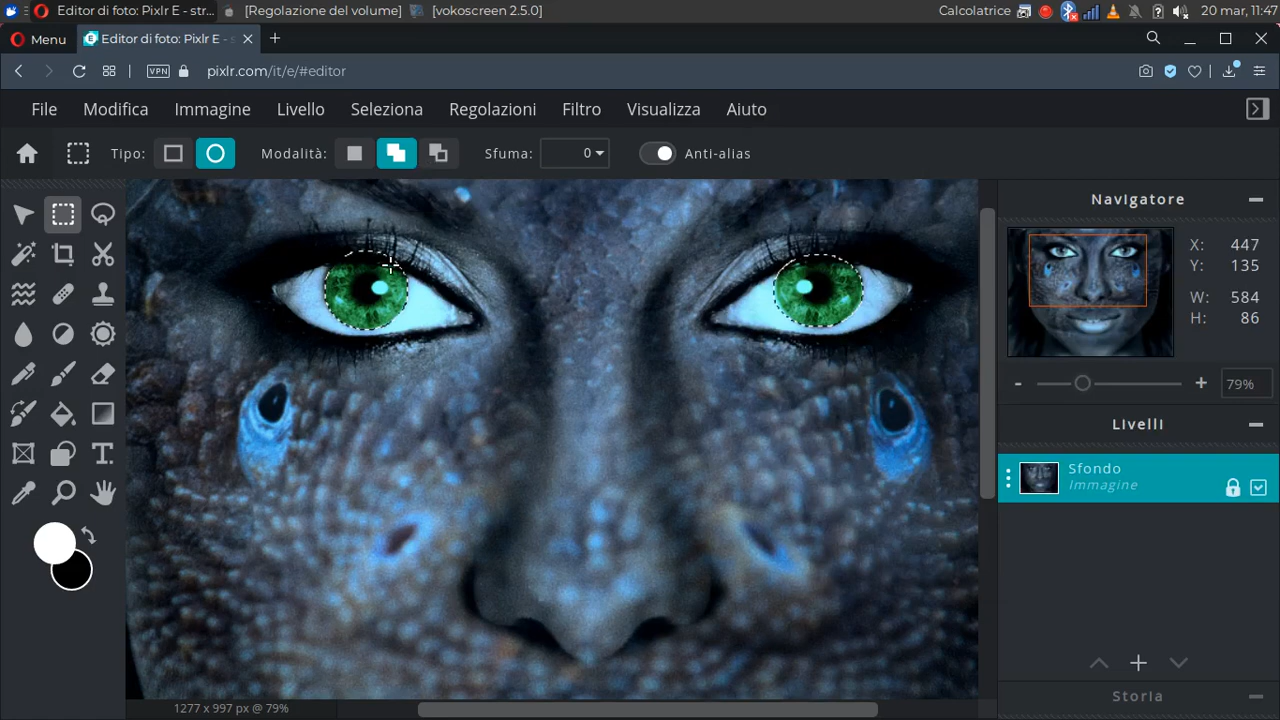 Editor di foto: Pixlr E - str... [Regolazione del volume] [vokoscreen 2.5.0] Calcolatrice 20 mar, 11:47
Menu Editor di foto: Pixlr E - s
VPN pixlr.com/it/e/#editor
File Modifica Immagine Livello Seleziona Regolazioni Filtro Visualizza Aiuto
Tipo: Modalità: Sfuma: 0 Anti-alias
Navigatore
X: 447
Y: 135
W: 584
H: 86
- + 79%
Livelli
Sfondo
Immagine
Storia
1277 x 997 px @ 79%